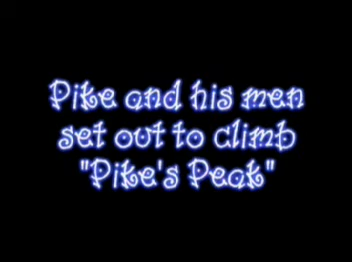 Pike and his men
set out to climb
"Pike's Peak"